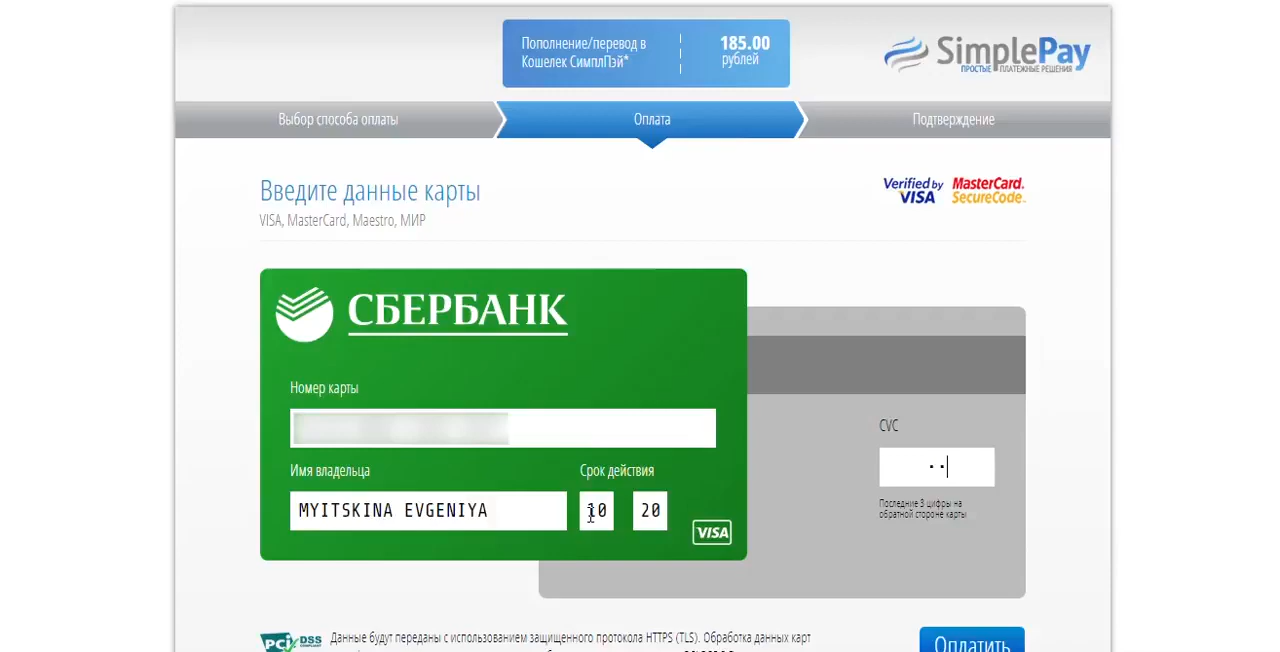 Пополнение/перевод в
Кошелек СимплПэй*
185.00
рублей
SimplePay
ПРОСТЫЕ ПЛАТЕЖНЫЕ РЕШЕНИЯ
Выбор способа оплаты
Оплата
Подтверждение
Введите данные карты
VISA, MasterCard, Maestro, МИР
Verified by
VISA
MasterCard.
SecureCode.
СБЕРБАНК
Номер карты
Имя владельца
Срок действия
MYITSKINA EVGENIYA
10
20
VISA
CVC
Последние 3 цифры на
обратной стороне карты
PCI DSS
COMPLIANT
Данные будут переданы с использованием защищенного протокола HTTPS (TLS). Обработка данных карт
Оплатить